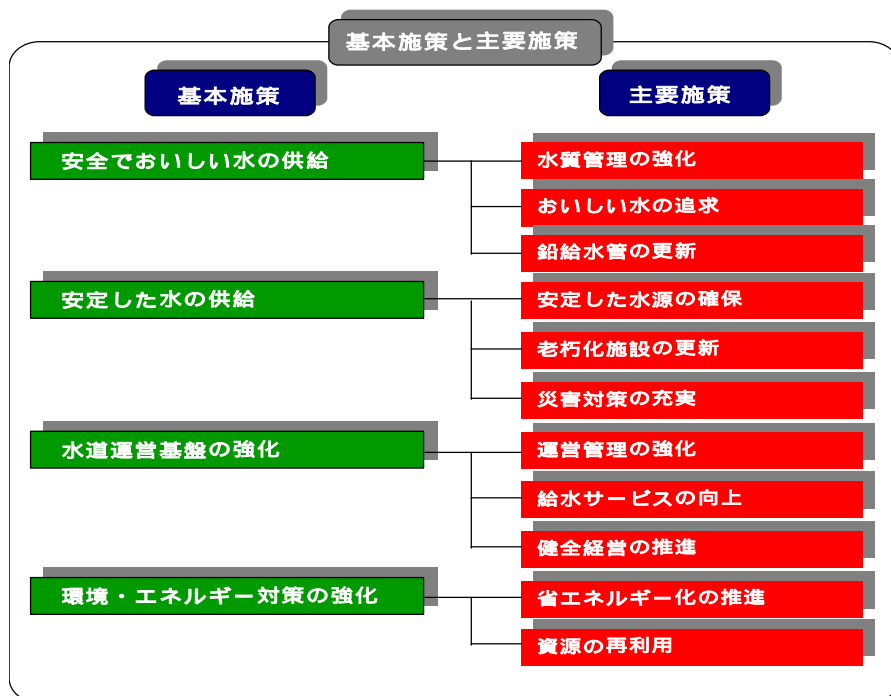 基本施策と主要施策
基本施策
主要施策
安全でおいしい水の供給
水質管理の強化
おいしい水の追求
鉛給水管の更新
安定した水の供給
安定した水源の確保
老朽化施設の更新
災害対策の充実
水道運営基盤の強化
運営管理の強化
給水サービスの向上
健全経営の推進
環境・エネルギー対策の強化
省エネルギー化の推進
資源の再利用